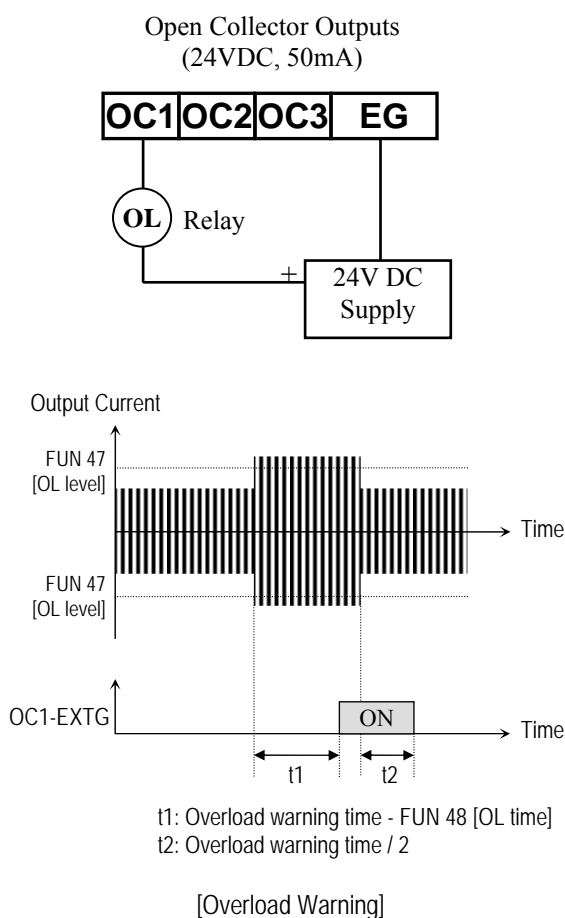 Open Collector Outputs
(24VDC, 50mA)
OC1 OC2 OC3 EG
OL Relay
+
24V DC
Supply
Output Current
FUN 47
[OL level]
Time
FUN 47
[OL level]
OC1-EXTG
ON
Time
t1 t2
t1: Overload warning time - FUN 48 [OL time]
t2: Overload warning time / 2
[Overload Warning]